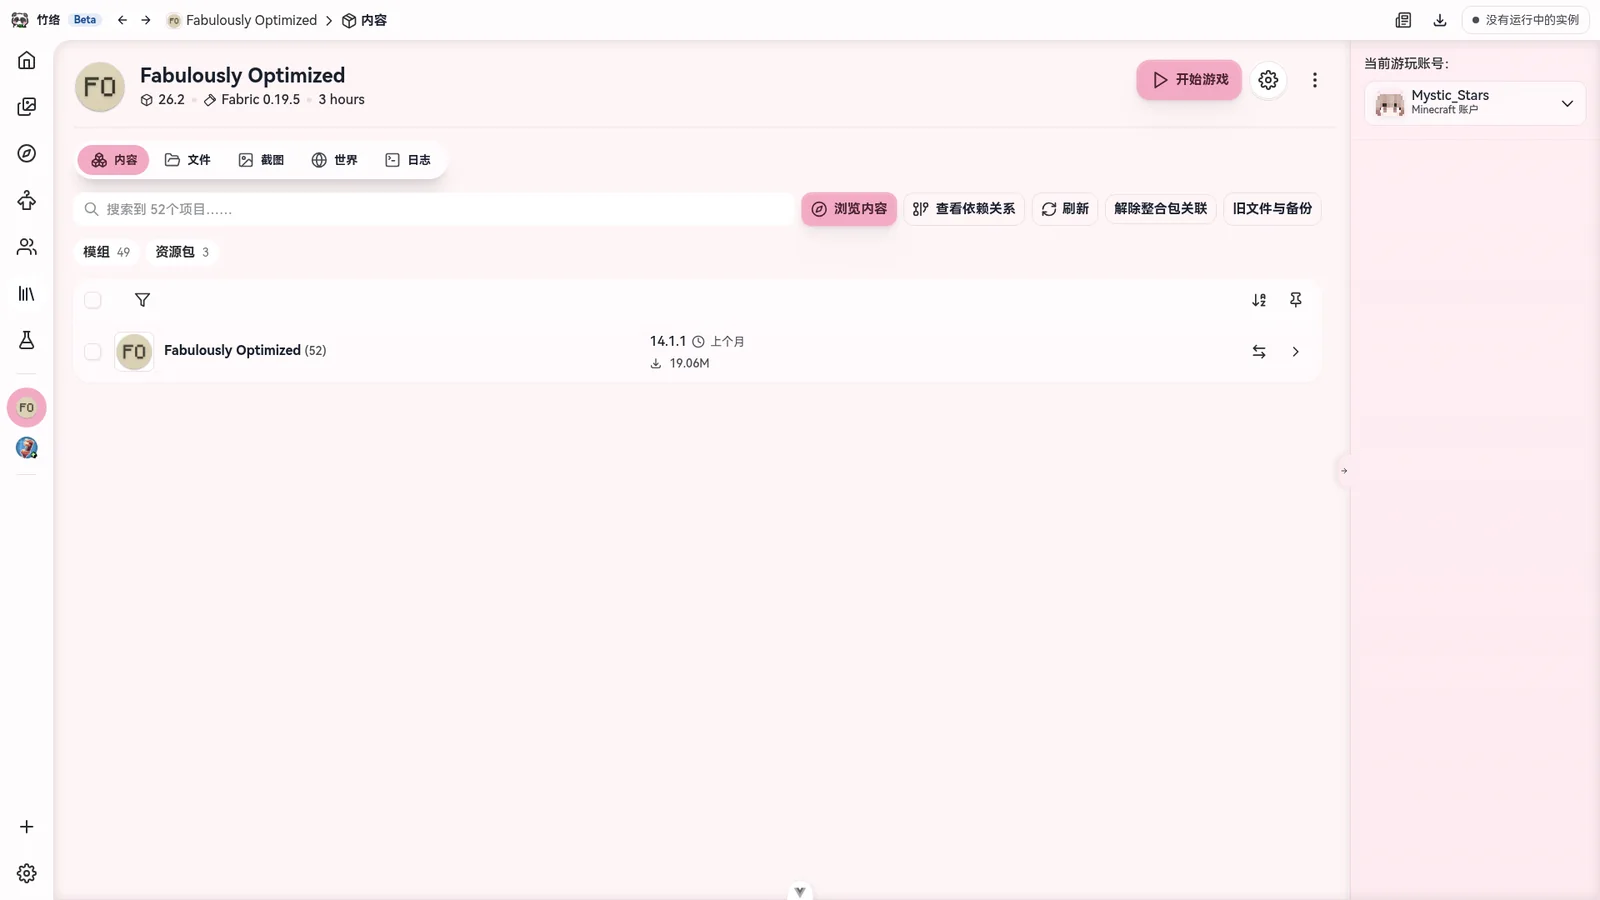 竹络 Beta Fabulously Optimized 内容 没有运行中的实例
FO Fabulously Optimized 开始游戏
26.2 Fabric 0.19.5 3 hours
当前游玩账号:
Mystic_Stars
Minecraft 账户
内容 文件 截图 世界 日志
搜索到 52个项目...... 浏览内容 查看依赖关系 刷新 解除整合包关联 旧文件与备份
模组 49 资源包 3
FO Fabulously Optimized (52) 14.1.1 上个月
19.06M
FO